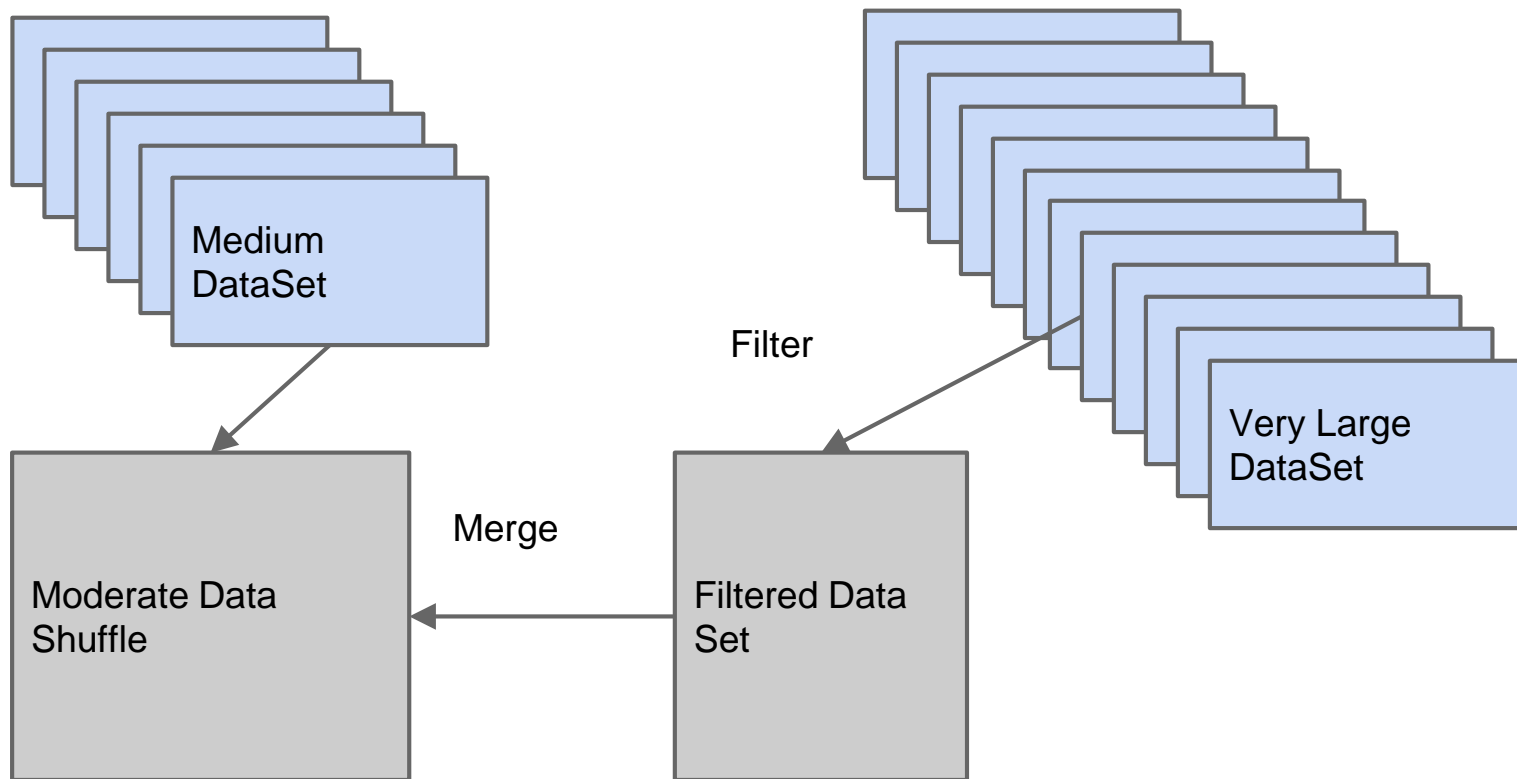 Medium
DataSet
Filter
Very Large
DataSet
Merge
Moderate Data
Shuffle
Filtered Data
Set